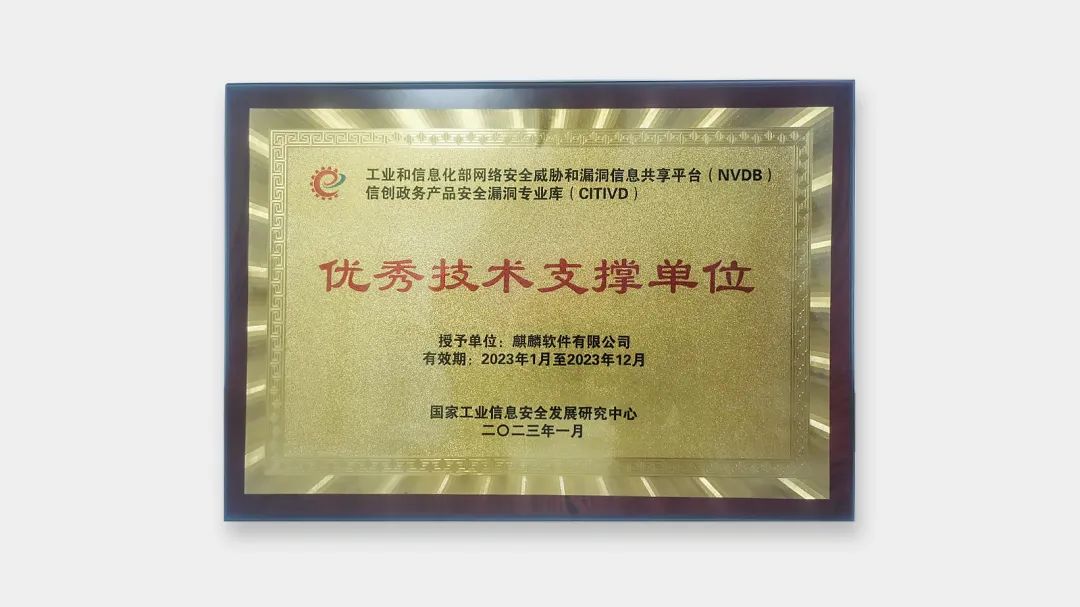 工业和信息化部网络安全威胁和漏洞信息共享平台（NVDB）
信创政务产品安全漏洞专业库（CITIVD）
优秀技术支撑单位
授予单位：麒麟软件有限公司
有效期：2023年1月至2023年12月
国家工业信息安全发展研究中心
二〇二三年一月